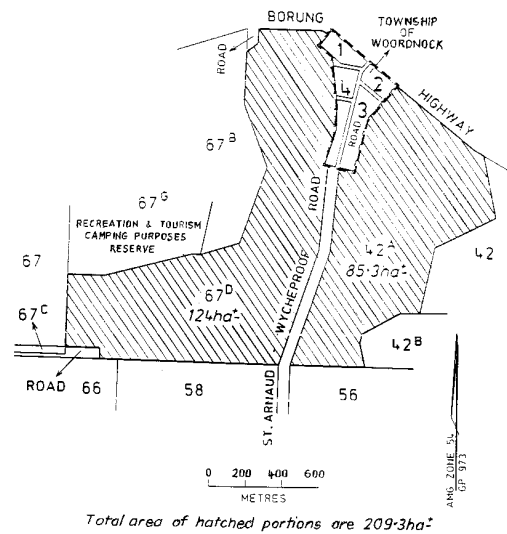 BORUNG
TOWNSHIP
OF
WOORDNOCK
ROAD
1
2
4
3
HIGHWAY
ROAD
67B
ROAD
67G
RECREATION & TOURISM
CAMPING PURPOSES
RESERVE
42A
85·3ha±
42
67
67D
124ha±
WYCHEPROOF
67C
42B
ROAD
66
58
ST. ARNAUD
56
0 200 400 600
METRES
AMG ZONE 54
GP 973
Total area of hatched portions are 209·3ha±